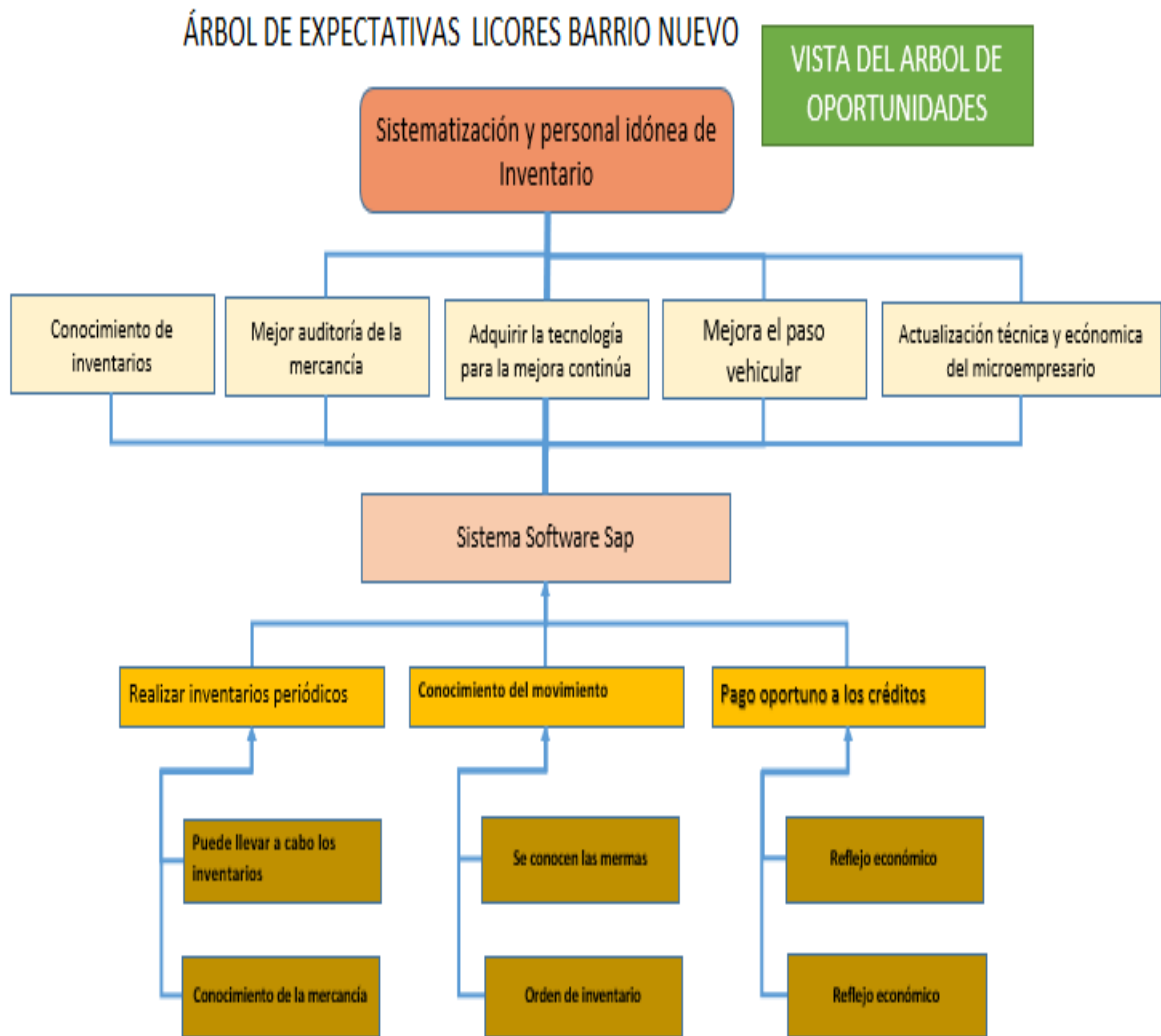 ÁRBOL DE EXPECTATIVAS LICORES BARRIO NUEVO
VISTA DEL ARBOL DE
OPORTUNIDADES
Sistematización y personal idónea de
Inventario
Conocimiento de
inventarios
Mejor auditoría de la
mercancía
Adquirir la tecnología
para la mejora continúa
Mejora el paso
vehicular
Actualización técnica y ecónomica
del microempresario
Sistema Software Sap
Realizar inventarios periódicos
Conocimiento del movimiento
Pago oportuno a los créditos
Puede llevar a cabo los
inventarios
Se conocen las mermas
Reflejo económico
Conocimiento de la mercancía
Orden de inventario
Reflejo económico